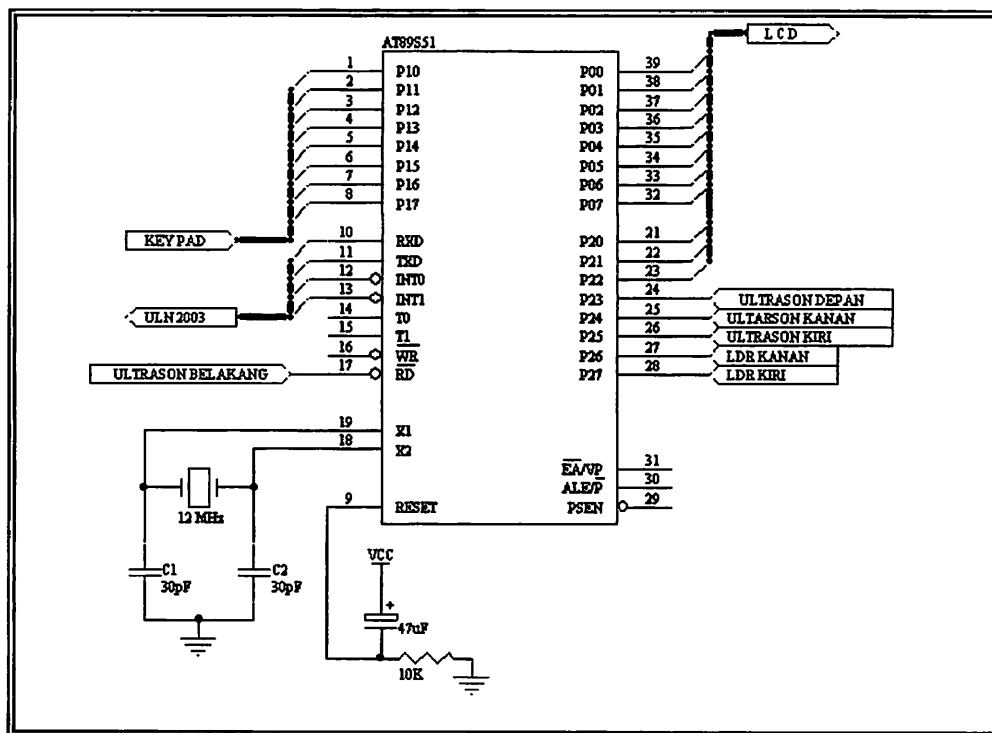 AT89S51
LCD
1 P10 P00 39
2 P11 P01 38
3 P12 P02 37
4 P13 P03 36
5 P14 P04 35
6 P15 P05 34
7 P16 P06 33
8 P17 P07 32
KEYPAD
10 RXD P20 21
11 TXD P21 22
12 INT0 P22 23
13 INT1 P23 24 ULTRASON DEPAN
ULN2003
14 T0 P24 25 ULTARSON KANAN
15 T1 P25 26 ULTRASON KIRI
16 WR P26 27 LDR KANAN
ULTRASON BELAKANG 17 RD P27 28 LDR KIRI
19 X1
18 X2
EA/VP 31
ALE/P 30
9 RESET PSEN 29
12 MHz
VCC
C1
30pF
C2
30pF
+
47uF
10K